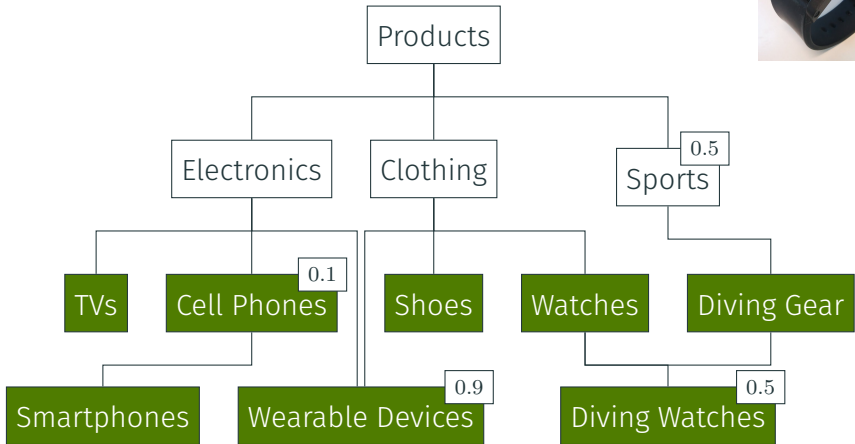 Products
Electronics
Clothing
Sports
0.5
TVs
Cell Phones
0.1
Shoes
Watches
Diving Gear
Smartphones
Wearable Devices
0.9
Diving Watches
0.5